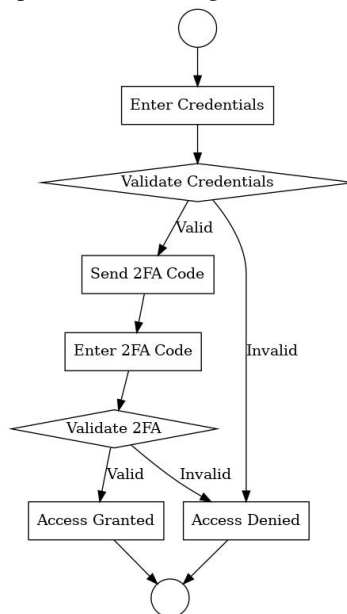 Enter Credentials
Validate Credentials
Valid
Send 2FA Code
Enter 2FA Code
Invalid
Validate 2FA
Valid
Invalid
Access Granted
Access Denied